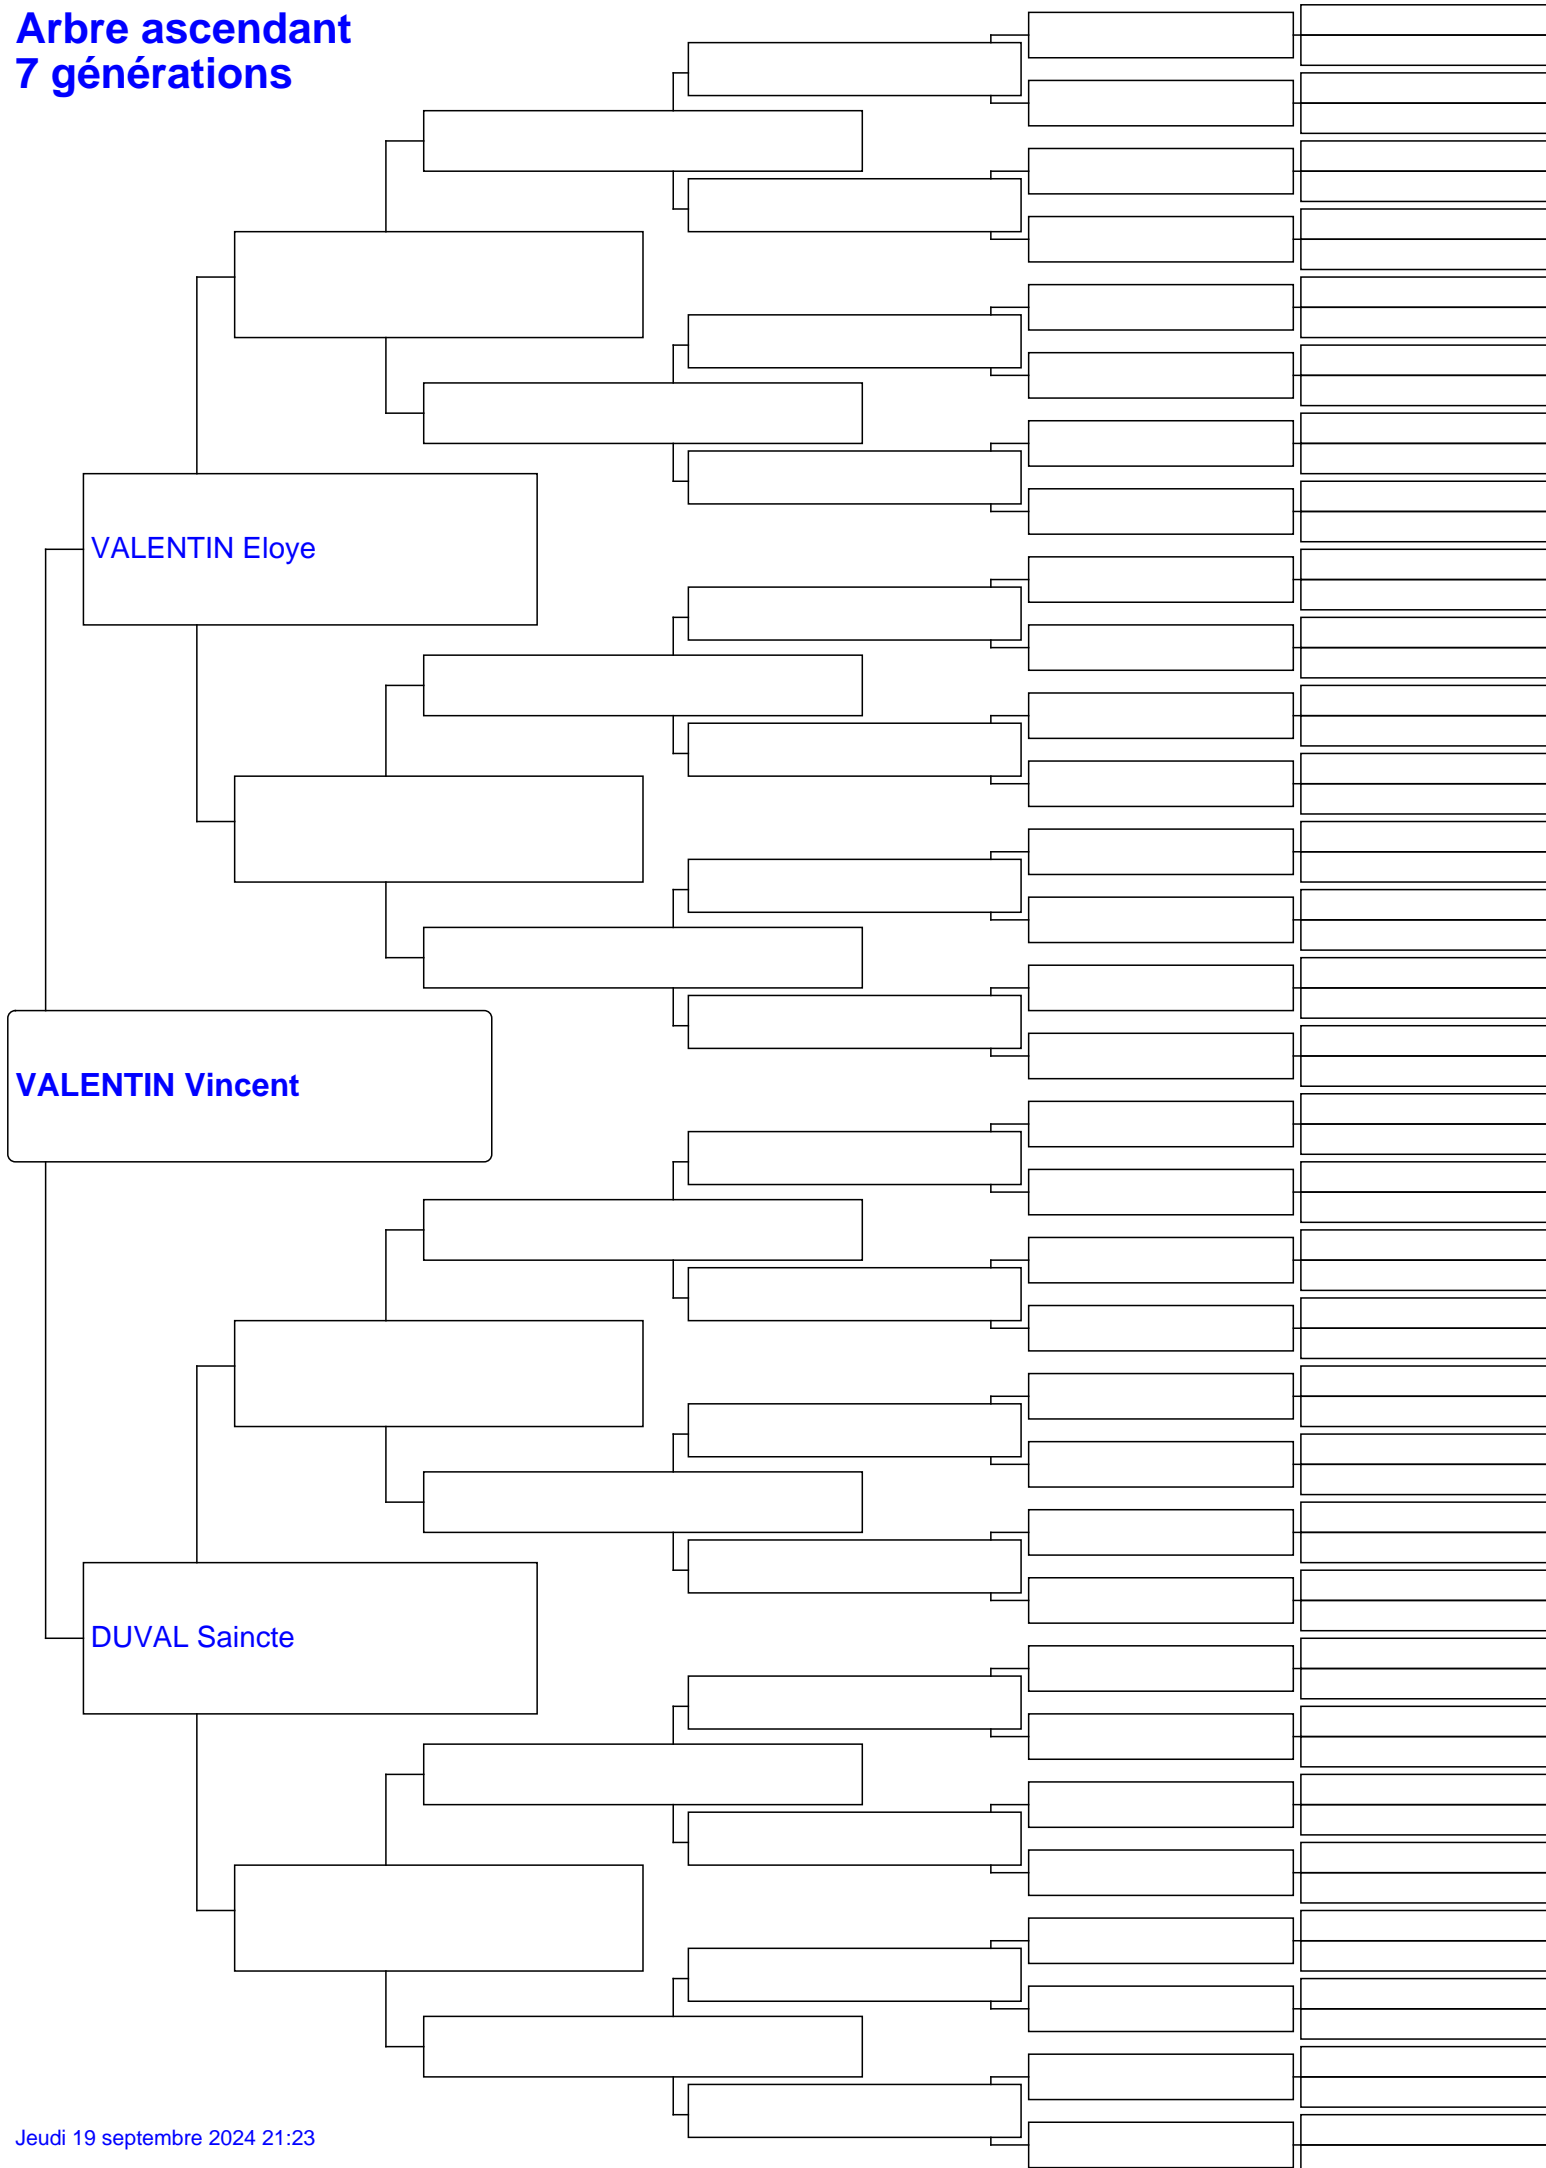 Arbre ascendant
7 générations
VALENTIN Eloye
VALENTIN Vincent
DUVAL Saincte
Jeudi 19 septembre 2024 21:23